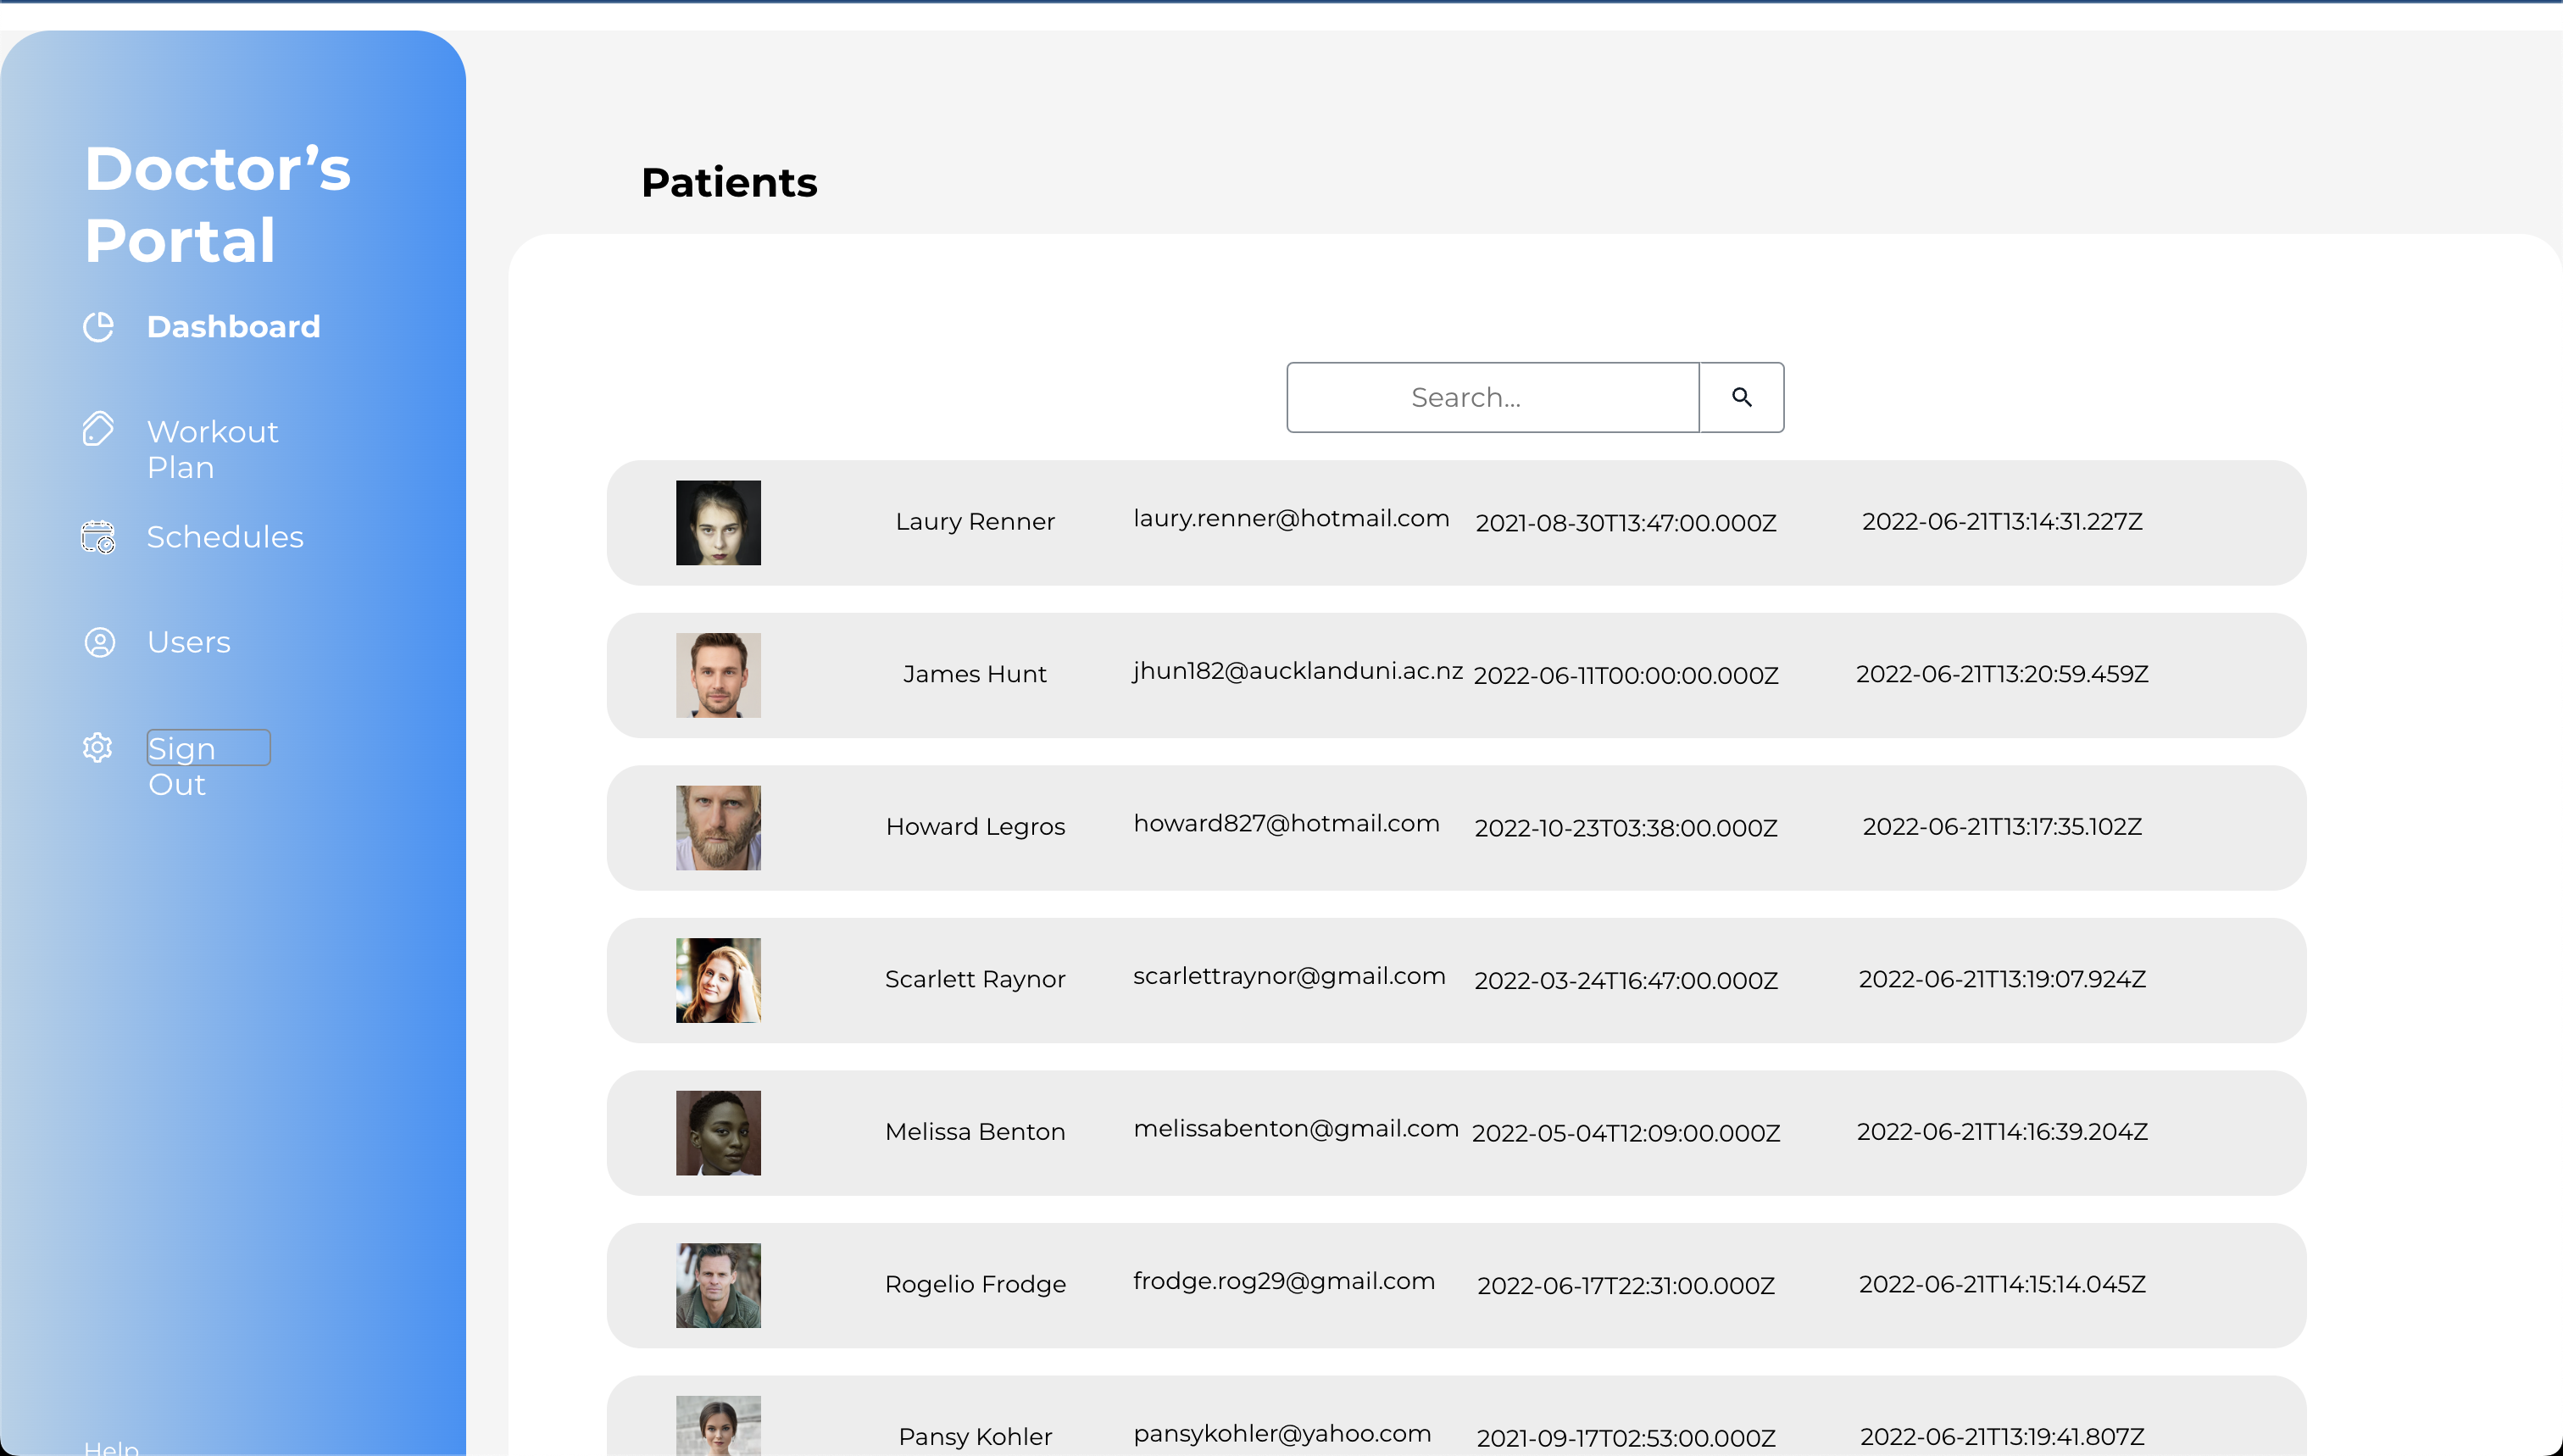 Doctor’s
Portal
Dashboard
Workout
Plan
Schedules
Users
Sign
Out
Help
Patients
Search...
Laury Renner laury.renner@hotmail.com 2021-08-30T13:47:00.000Z 2022-06-21T13:14:31.227Z
James Hunt jhun182@aucklanduni.ac.nz 2022-06-11T00:00:00.000Z 2022-06-21T13:20:59.459Z
Howard Legros howard827@hotmail.com 2022-10-23T03:38:00.000Z 2022-06-21T13:17:35.102Z
Scarlett Raynor scarlettraynor@gmail.com 2022-03-24T16:47:00.000Z 2022-06-21T13:19:07.924Z
Melissa Benton melissabenton@gmail.com 2022-05-04T12:09:00.000Z 2022-06-21T14:16:39.204Z
Rogelio Frodge frodge.rog29@gmail.com 2022-06-17T22:31:00.000Z 2022-06-21T14:15:14.045Z
Pansy Kohler pansykohler@yahoo.com 2021-09-17T02:53:00.000Z 2022-06-21T13:19:41.807Z